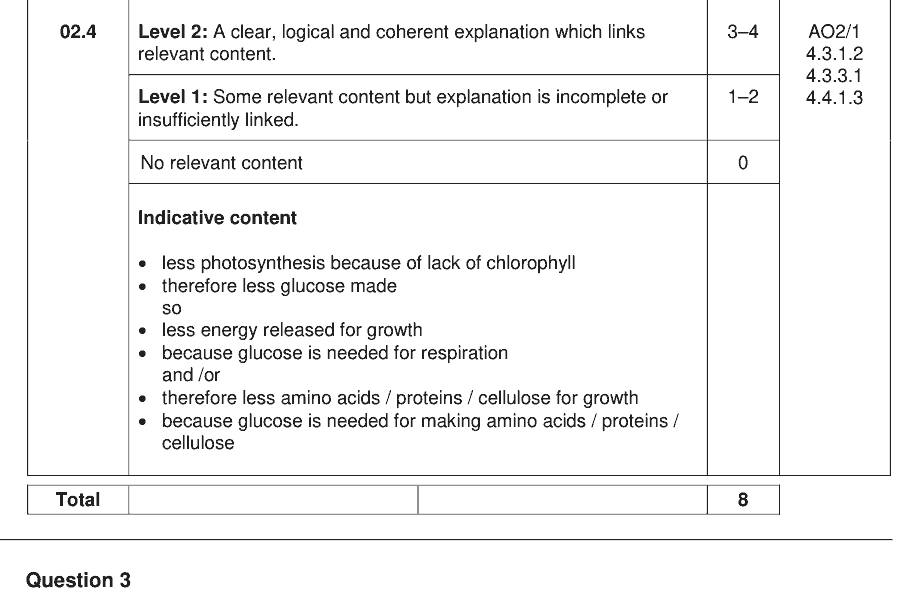 02.4
Level 2: A clear, logical and coherent explanation which links
relevant content.
3–4
AO2/1
4.3.1.2
4.3.3.1
4.4.1.3
Level 1: Some relevant content but explanation is incomplete or
insufficiently linked.
1–2
No relevant content
0
Indicative content
• less photosynthesis because of lack of chlorophyll
• therefore less glucose made
so
• less energy released for growth
• because glucose is needed for respiration
and /or
• therefore less amino acids / proteins / cellulose for growth
• because glucose is needed for making amino acids / proteins /
cellulose
Total
8
Question 3